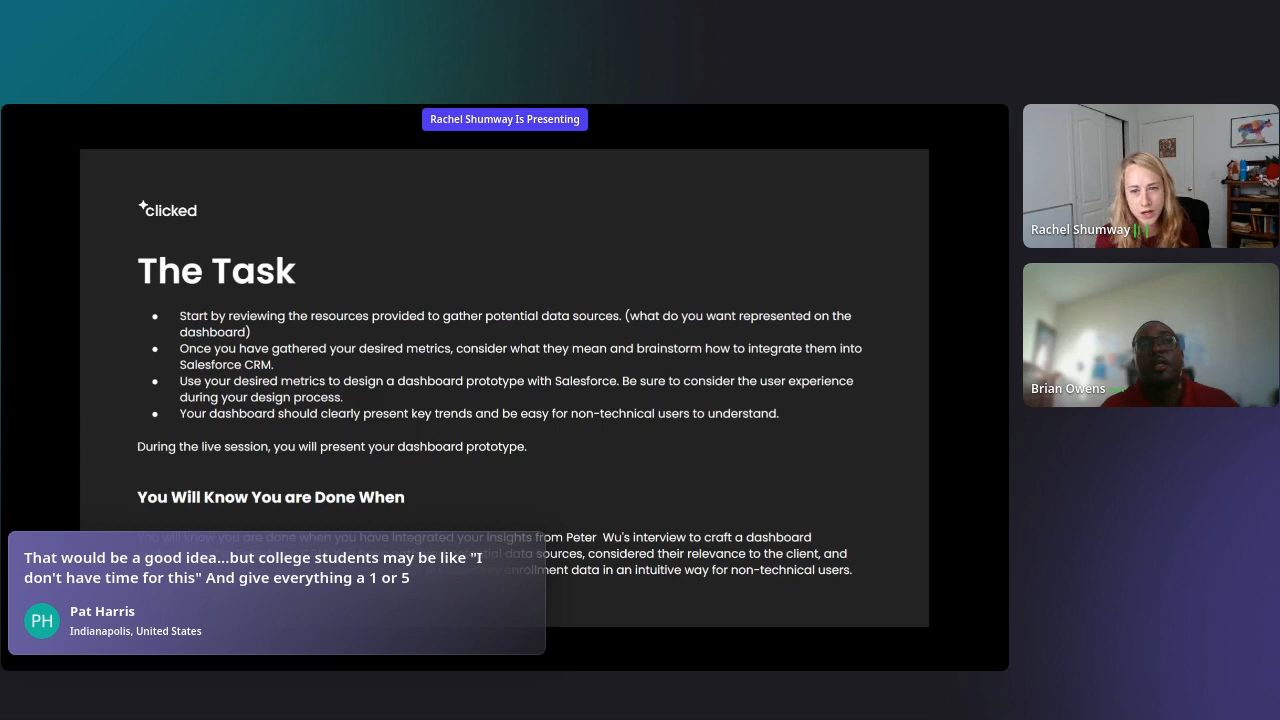 Rachel Shumway Is Presenting
clicked
The Task
● Start by reviewing the resources provided to gather potential data sources. (what do you want represented on the
dashboard)
● Once you have gathered your desired metrics, consider what they mean and brainstorm how to integrate them into
Salesforce CRM.
● Use your desired metrics to design a dashboard prototype with Salesforce. Be sure to consider the user experience
during your design process.
● Your dashboard should clearly present key trends and be easy for non-technical users to understand.
During the live session, you will present your dashboard prototype.
You Will Know You are Done When
You will know you are done when you have integrated your insights from Peter Wu's interview to craft a dashboard
data sources, considered their relevance to the client, and
enrollment data in an intuitive way for non-technical users.
That would be a good idea...but college students may be like "I
don't have time for this" And give everything a 1 or 5
PH
Pat Harris
Indianapolis, United States
Rachel Shumway
Brian Owens